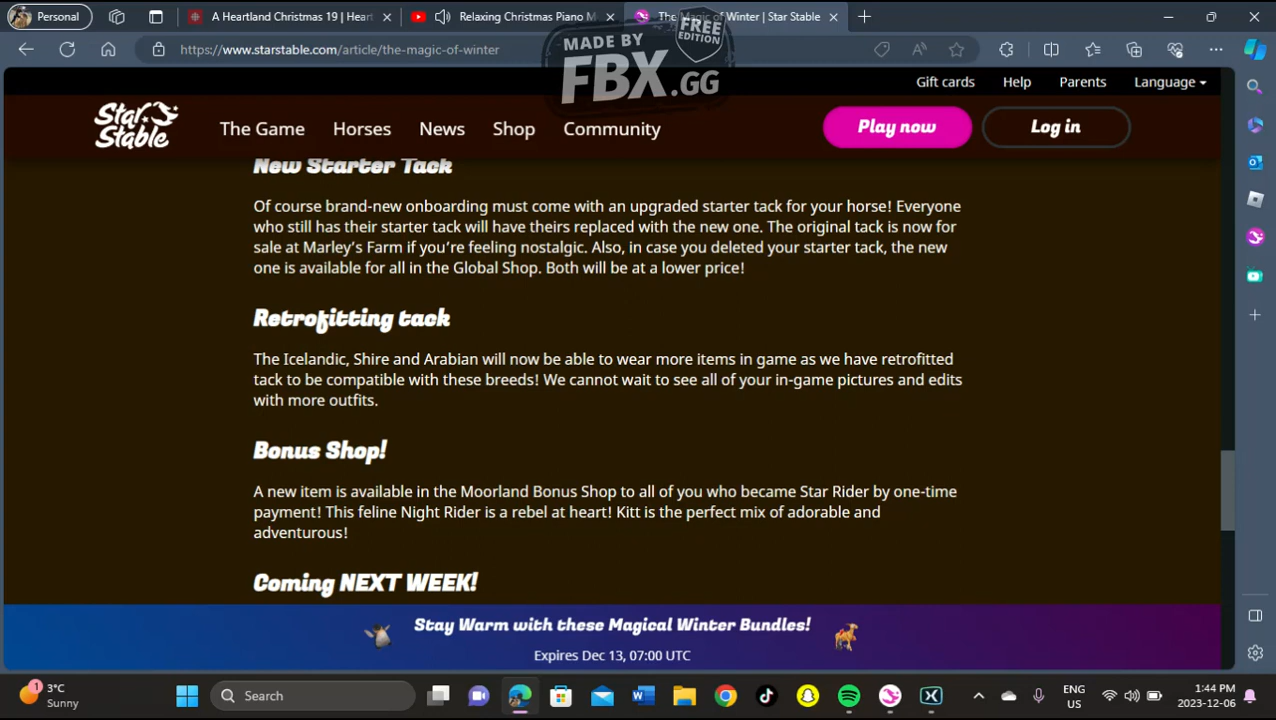 Personal
A Heartland Christmas 19 | Heart
Relaxing Christmas Piano M
The Magic of Winter | Star Stable
https://www.starstable.com/article/the-magic-of-winter
MADE BY
FBX.GG
FREE
EDITION
Gift cards Help Parents Language
Star Stable
The Game Horses News Shop Community
Play now Log in
New Starter Tack
Of course brand-new onboarding must come with an upgraded starter tack for your horse! Everyone
who still has their starter tack will have theirs replaced with the new one. The original tack is now for
sale at Marley's Farm if you're feeling nostalgic. Also, in case you deleted your starter tack, the new
one is available for all in the Global Shop. Both will be at a lower price!
Retrofitting tack
The Icelandic, Shire and Arabian will now be able to wear more items in game as we have retrofitted
tack to be compatible with these breeds! We cannot wait to see all of your in-game pictures and edits
with more outfits.
Bonus Shop!
A new item is available in the Moorland Bonus Shop to all of you who became Star Rider by one-time
payment! This feline Night Rider is a rebel at heart! Kitt is the perfect mix of adorable and
adventurous!
Coming NEXT WEEK!
Stay Warm with these Magical Winter Bundles!
Expires Dec 13, 07:00 UTC
1
3°C
Sunny
Search
ENG
US
1:44 PM
2023-12-06